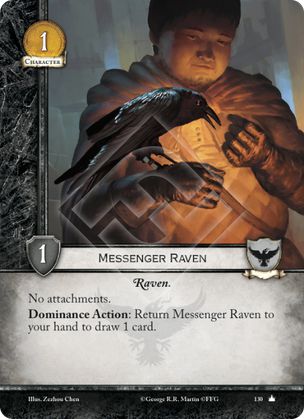 1
CHARACTER
1
MESSENGER RAVEN
Raven.
No attachments.
Dominance Action: Return Messenger Raven to
your hand to draw 1 card.
Illus. Zezhou Chen ©George R.R. Martin ©FFG 130